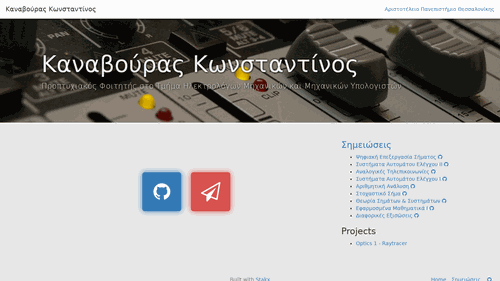 Καναβούρας Κωνσταντίνος
Αριστοτέλειο Πανεπιστήμιο Θεσσαλονίκης
Καναβούρας Κωνσταντίνος
Προπτυχιακός Φοιτητής στο Τμήμα Ηλεκτρολόγων Μηχανικών και Μηχανικών Υπολογιστών
Σημειώσεις
Ψηφιακή Επεξεργασία Σήματος
Συστήματα Αυτομάτου Ελέγχου II
Αναλογικές Τηλεπικοινωνίες
Συστήματα Αυτομάτου Ελέγχου I
Αριθμητική Ανάλυση
Στοχαστικό Σήμα
Θεωρία Σημάτων & Συστημάτων
Εφαρμοσμένα Μαθηματικά I
Διαφορικές Εξισώσεις
Projects
Optics 1 - Raytracer
Built with Stakx
Home Σημειώσεις